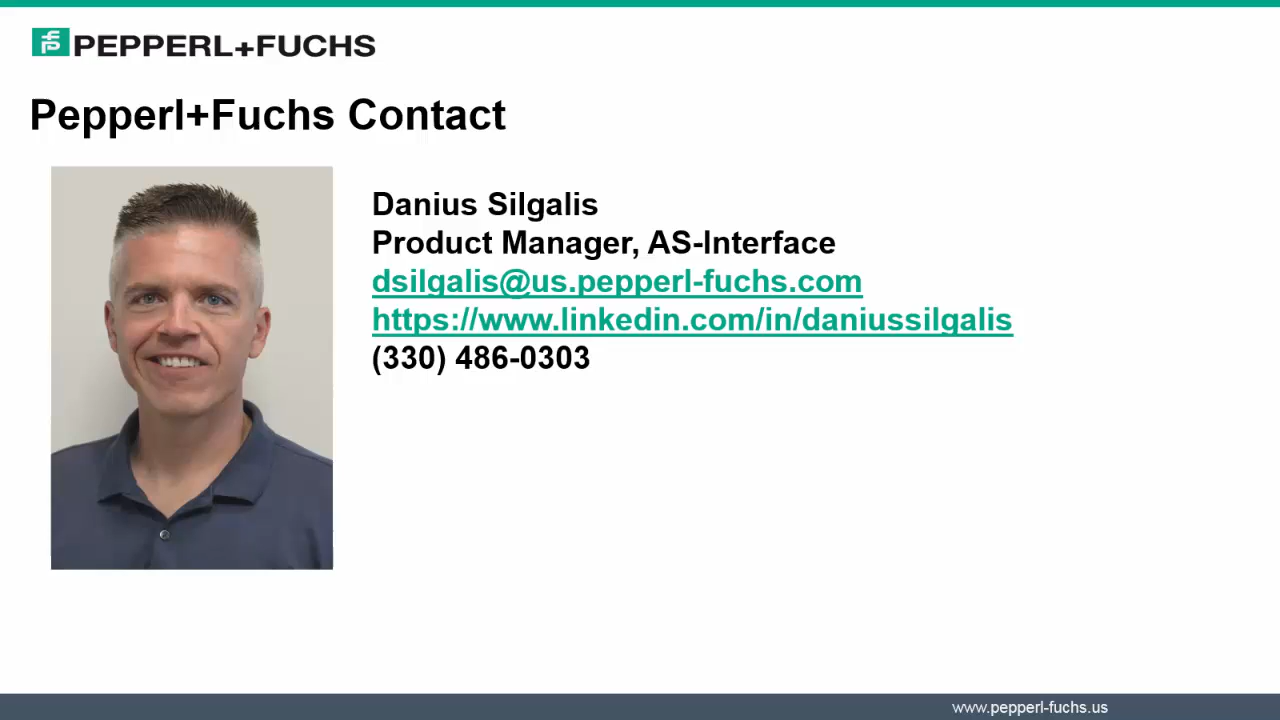 PEPPERL+FUCHS
Pepperl+Fuchs Contact
Danius Silgalis
Product Manager, AS-Interface
dsilgalis@us.pepperl-fuchs.com
https://www.linkedin.com/in/daniussilgalis
(330) 486-0303
www.pepperl-fuchs.us